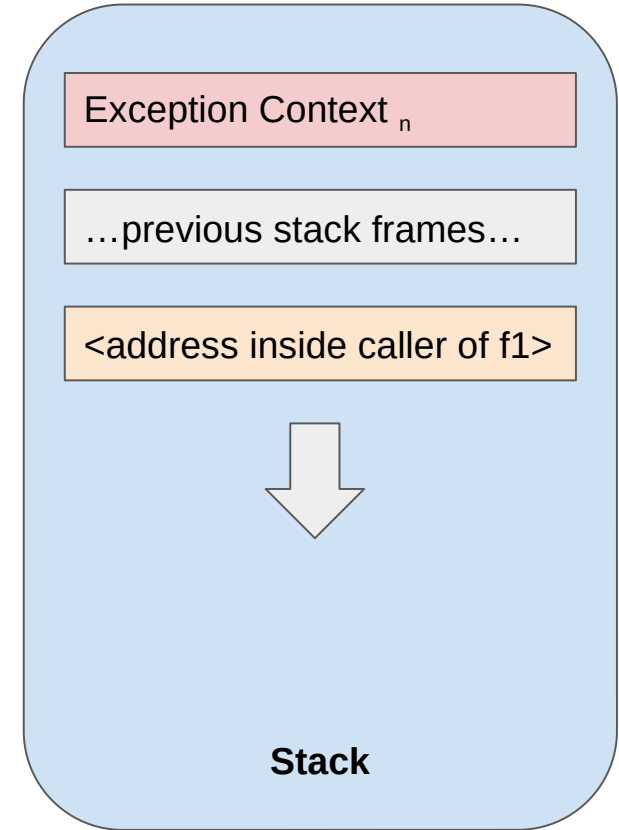 Exception Context n
…previous stack frames…
<address inside caller of f1>
Stack